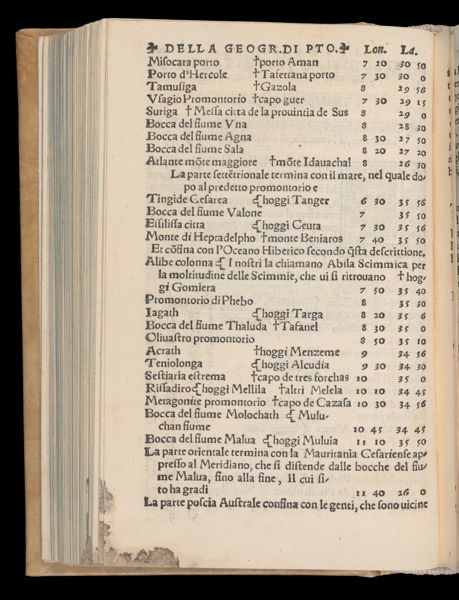 ✤ DELLA GEOGR.DI PTO.✤ Lon. La.
Misocara porto †porto Aman 7 20 30 50
Porto d'Hercole †Tafettana porto 7 30 30 0
Tamusiga †Gazola 8 29 56
Vsagio Promontorio †capo guer 7 30 29 15
Suriga † Messa citta de la prouintia de Sus 8 29 0
Bocca del fiume Vna 8 28 30
Bocca del fiume Agna 8 30 27 50
Bocca del fiume Sala 8 20 27 20
Atlante mōte maggiore †mōte Idauachal 8 26 30
La parte settētrionale termina con il mare, nel quale do-
po al predetto promontorio e
Tingide Cesarea hoggi Tanger 6 30 35 56
Bocca del fiume Valone 7 35 50
Essilissa citta hoggi Ceuta 7 30 35 56
Monte di Heptadelpho †monte Beniaros 7 40 35 50
Et cōfina con l'Oceano Hiberico secondo q̄sta descrittione.
Alibe colonna I nostri la chiamano Abila Scimmica per
la moltitudine delle Scimmie, che ui si ritrouano †hog-
gi Gomiera 7 50 35 40
Promontorio di Phebo 8 35 30
Iagath hoggi Targa 8 20 35 6
Bocca del fiume Thaluda †Tasanel 8 30 35 0
Oliuastro promontorio 8 50 35 10
Acrath †hoggi Menzeme 9 34 56
Teniolonga hoggi Alcudia 9 30 34 30
Sestiaria estrema †capo de tres forchas 10 35 0
Rissadiro hoggi Mellila †altri Melela 10 10 34 45
Metagonite promontorio †capo de Cazasa 10 30 34 56
Bocca del fiume Molochath Mulu-
chan fiume 10 45 34 45
Bocca del fiume Malua hoggi Muluia 11 10 35 50
La parte orientale termina con la Mauritania Cesariense ap-
presso al Meridiano, che si distende dalle bocche del fiu-
me Malua, fino alla fine, Il cui si-
to ha gradi 11 40 26 0
La parte poscia Australe confina con le genti, che sono uicine